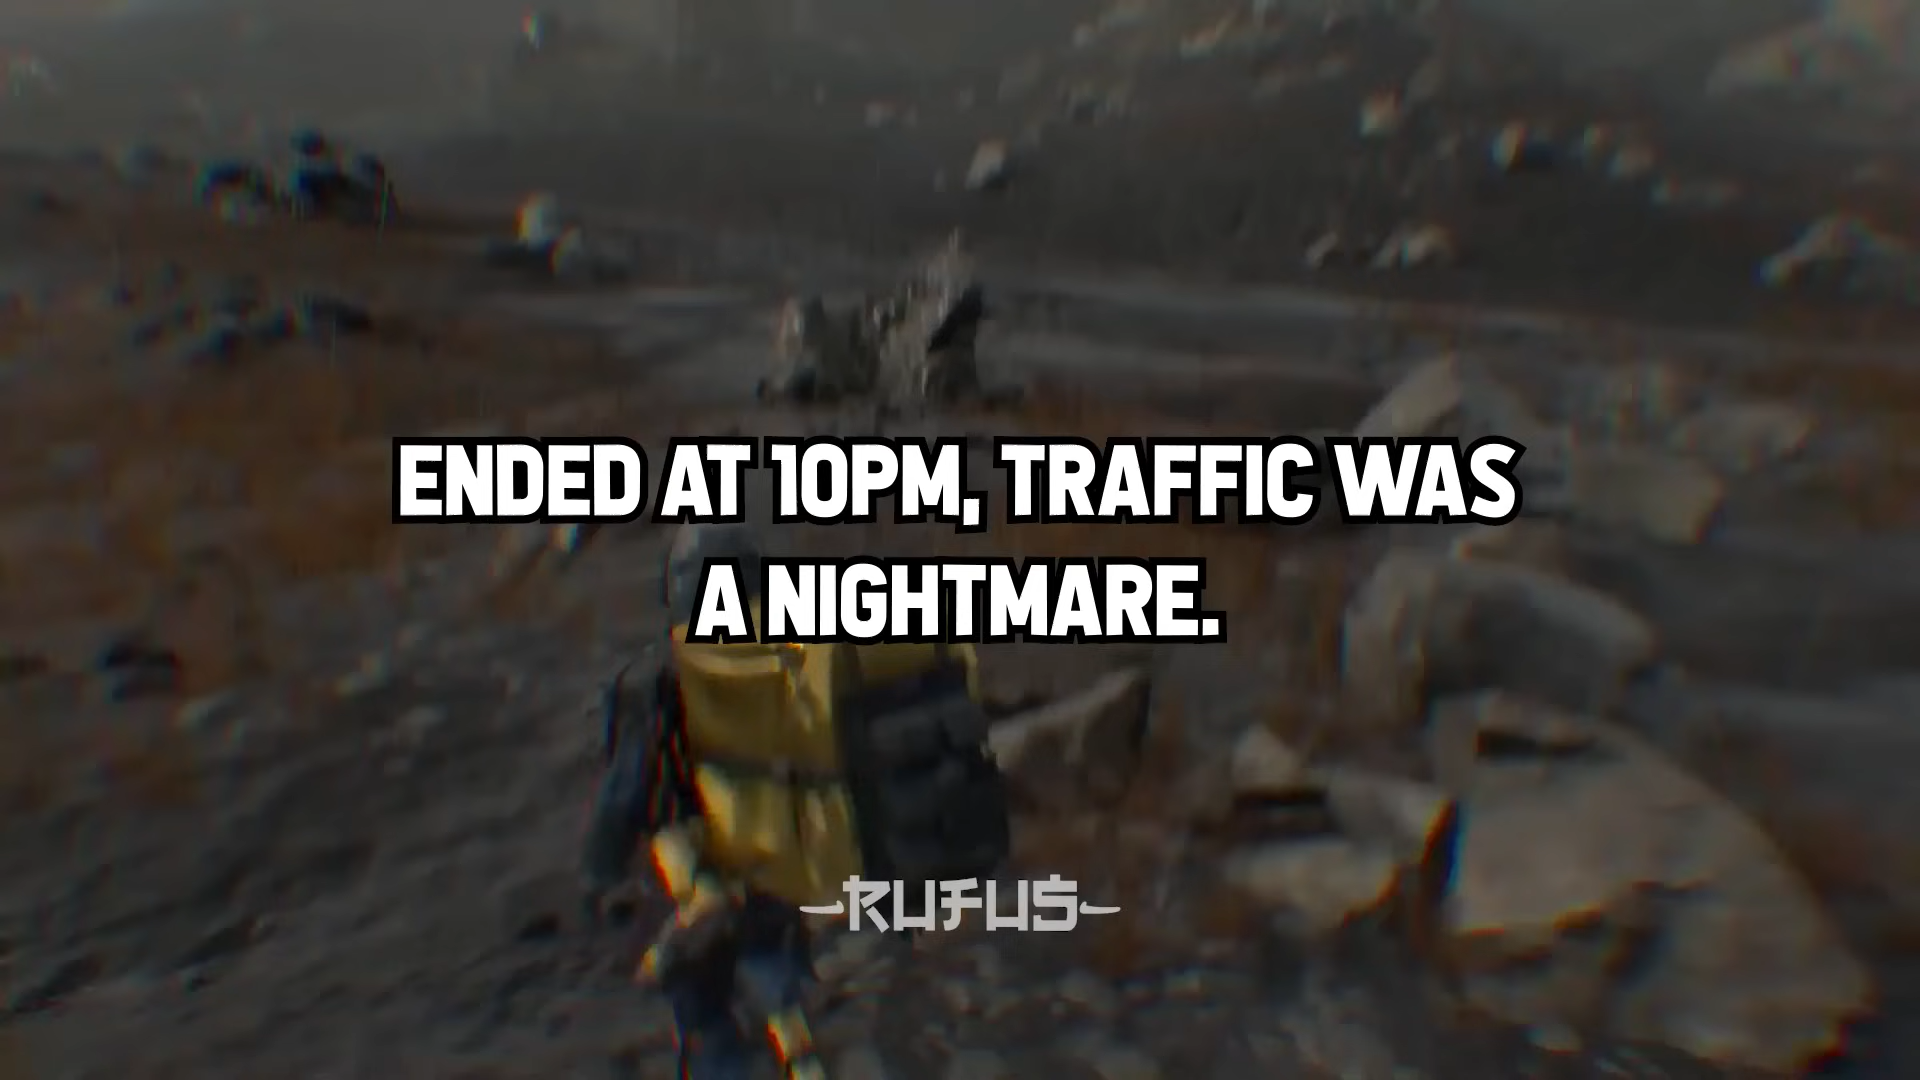 ENDED AT 10PM, TRAFFIC WAS
A NIGHTMARE.
RUFUS